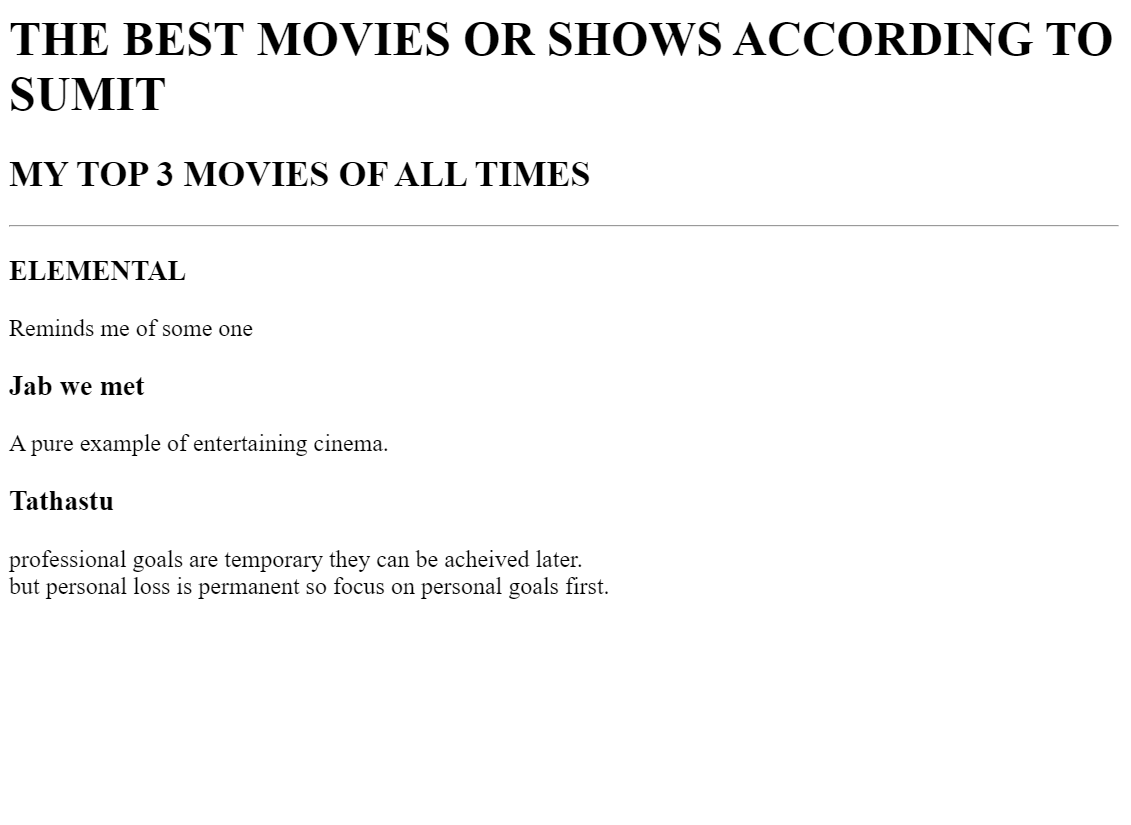 THE BEST MOVIES OR SHOWS ACCORDING TO
SUMIT
MY TOP 3 MOVIES OF ALL TIMES
ELEMENTAL
Reminds me of some one
Jab we met
A pure example of entertaining cinema.
Tathastu
professional goals are temporary they can be acheived later.
but personal loss is permanent so focus on personal goals first.